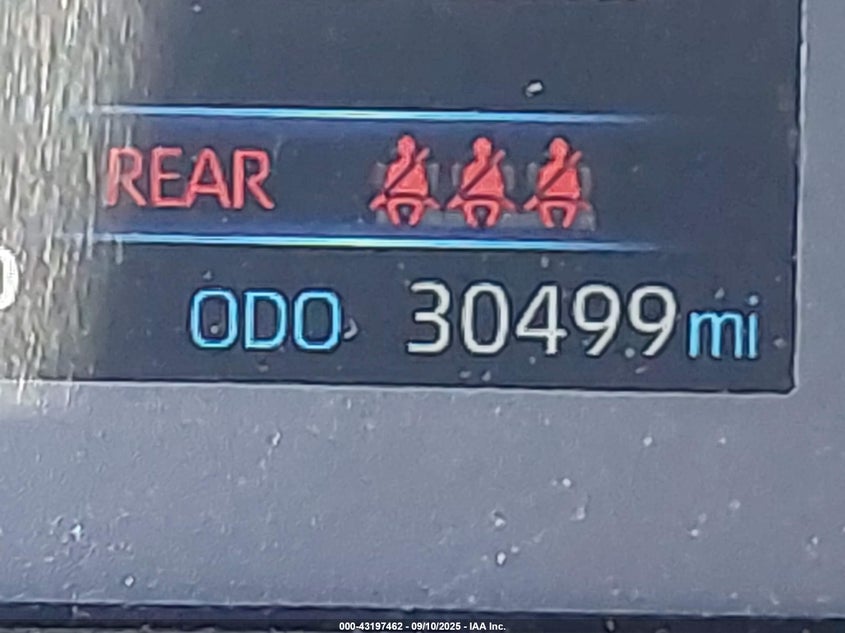 REAR
ODO 30499 mi
000-43197462 - 09/10/2025 - IAA Inc.